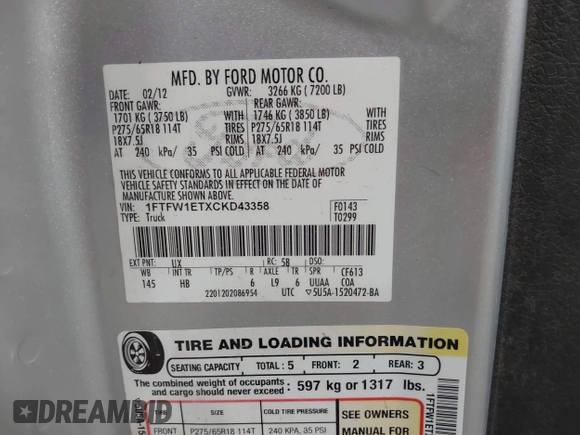 MFD. BY FORD MOTOR CO.
02/12 GVWR: 3266 KG ( 7200 LB)
FRONT GAWR: REAR GAWR:
1701 KG ( 3750 LB) WITH 1746 KG ( 3850 LB) WITH
P275/65R18 114T TIRES P275/65R18 114T TIRES
18X7.5J RIMS 18X7.5J RIMS
AT 240 kPa/ 35 PSI COLD AT 240 kPa/ 35 PSI COLD
THIS VEHICLE CONFORMS TO ALL APPLICABLE FEDERAL MOTOR
VEHICLE SAFETY STANDARDS IN EFFECT ON THE DATE OF
MANUFACTURE SHOWN ABOVE.
VIN: 1FTFW1ETXCKD43358 F0143
TYPE: Truck T0299
EXT PNT: UX RC: 58 DSO:
WB INT TR TP/PS R AXLE TR SPR CF613
145 HB 6 L9 6 UUAA COA
2201202086954 UTC 5U5A-1520472-BA
TIRE AND LOADING INFORMATION
SEATING CAPACITY TOTAL: 5 FRONT: 2 REAR: 3
The combined weight of occupants and cargo should never exceed: 597 kg or 1317 lbs.
TIRE SIZE COLD TIRE PRESSURE SEE OWNERS
FRONT P275/65R18 114T 240 KPA, 35 PSI MANUAL FOR
DREAMBID